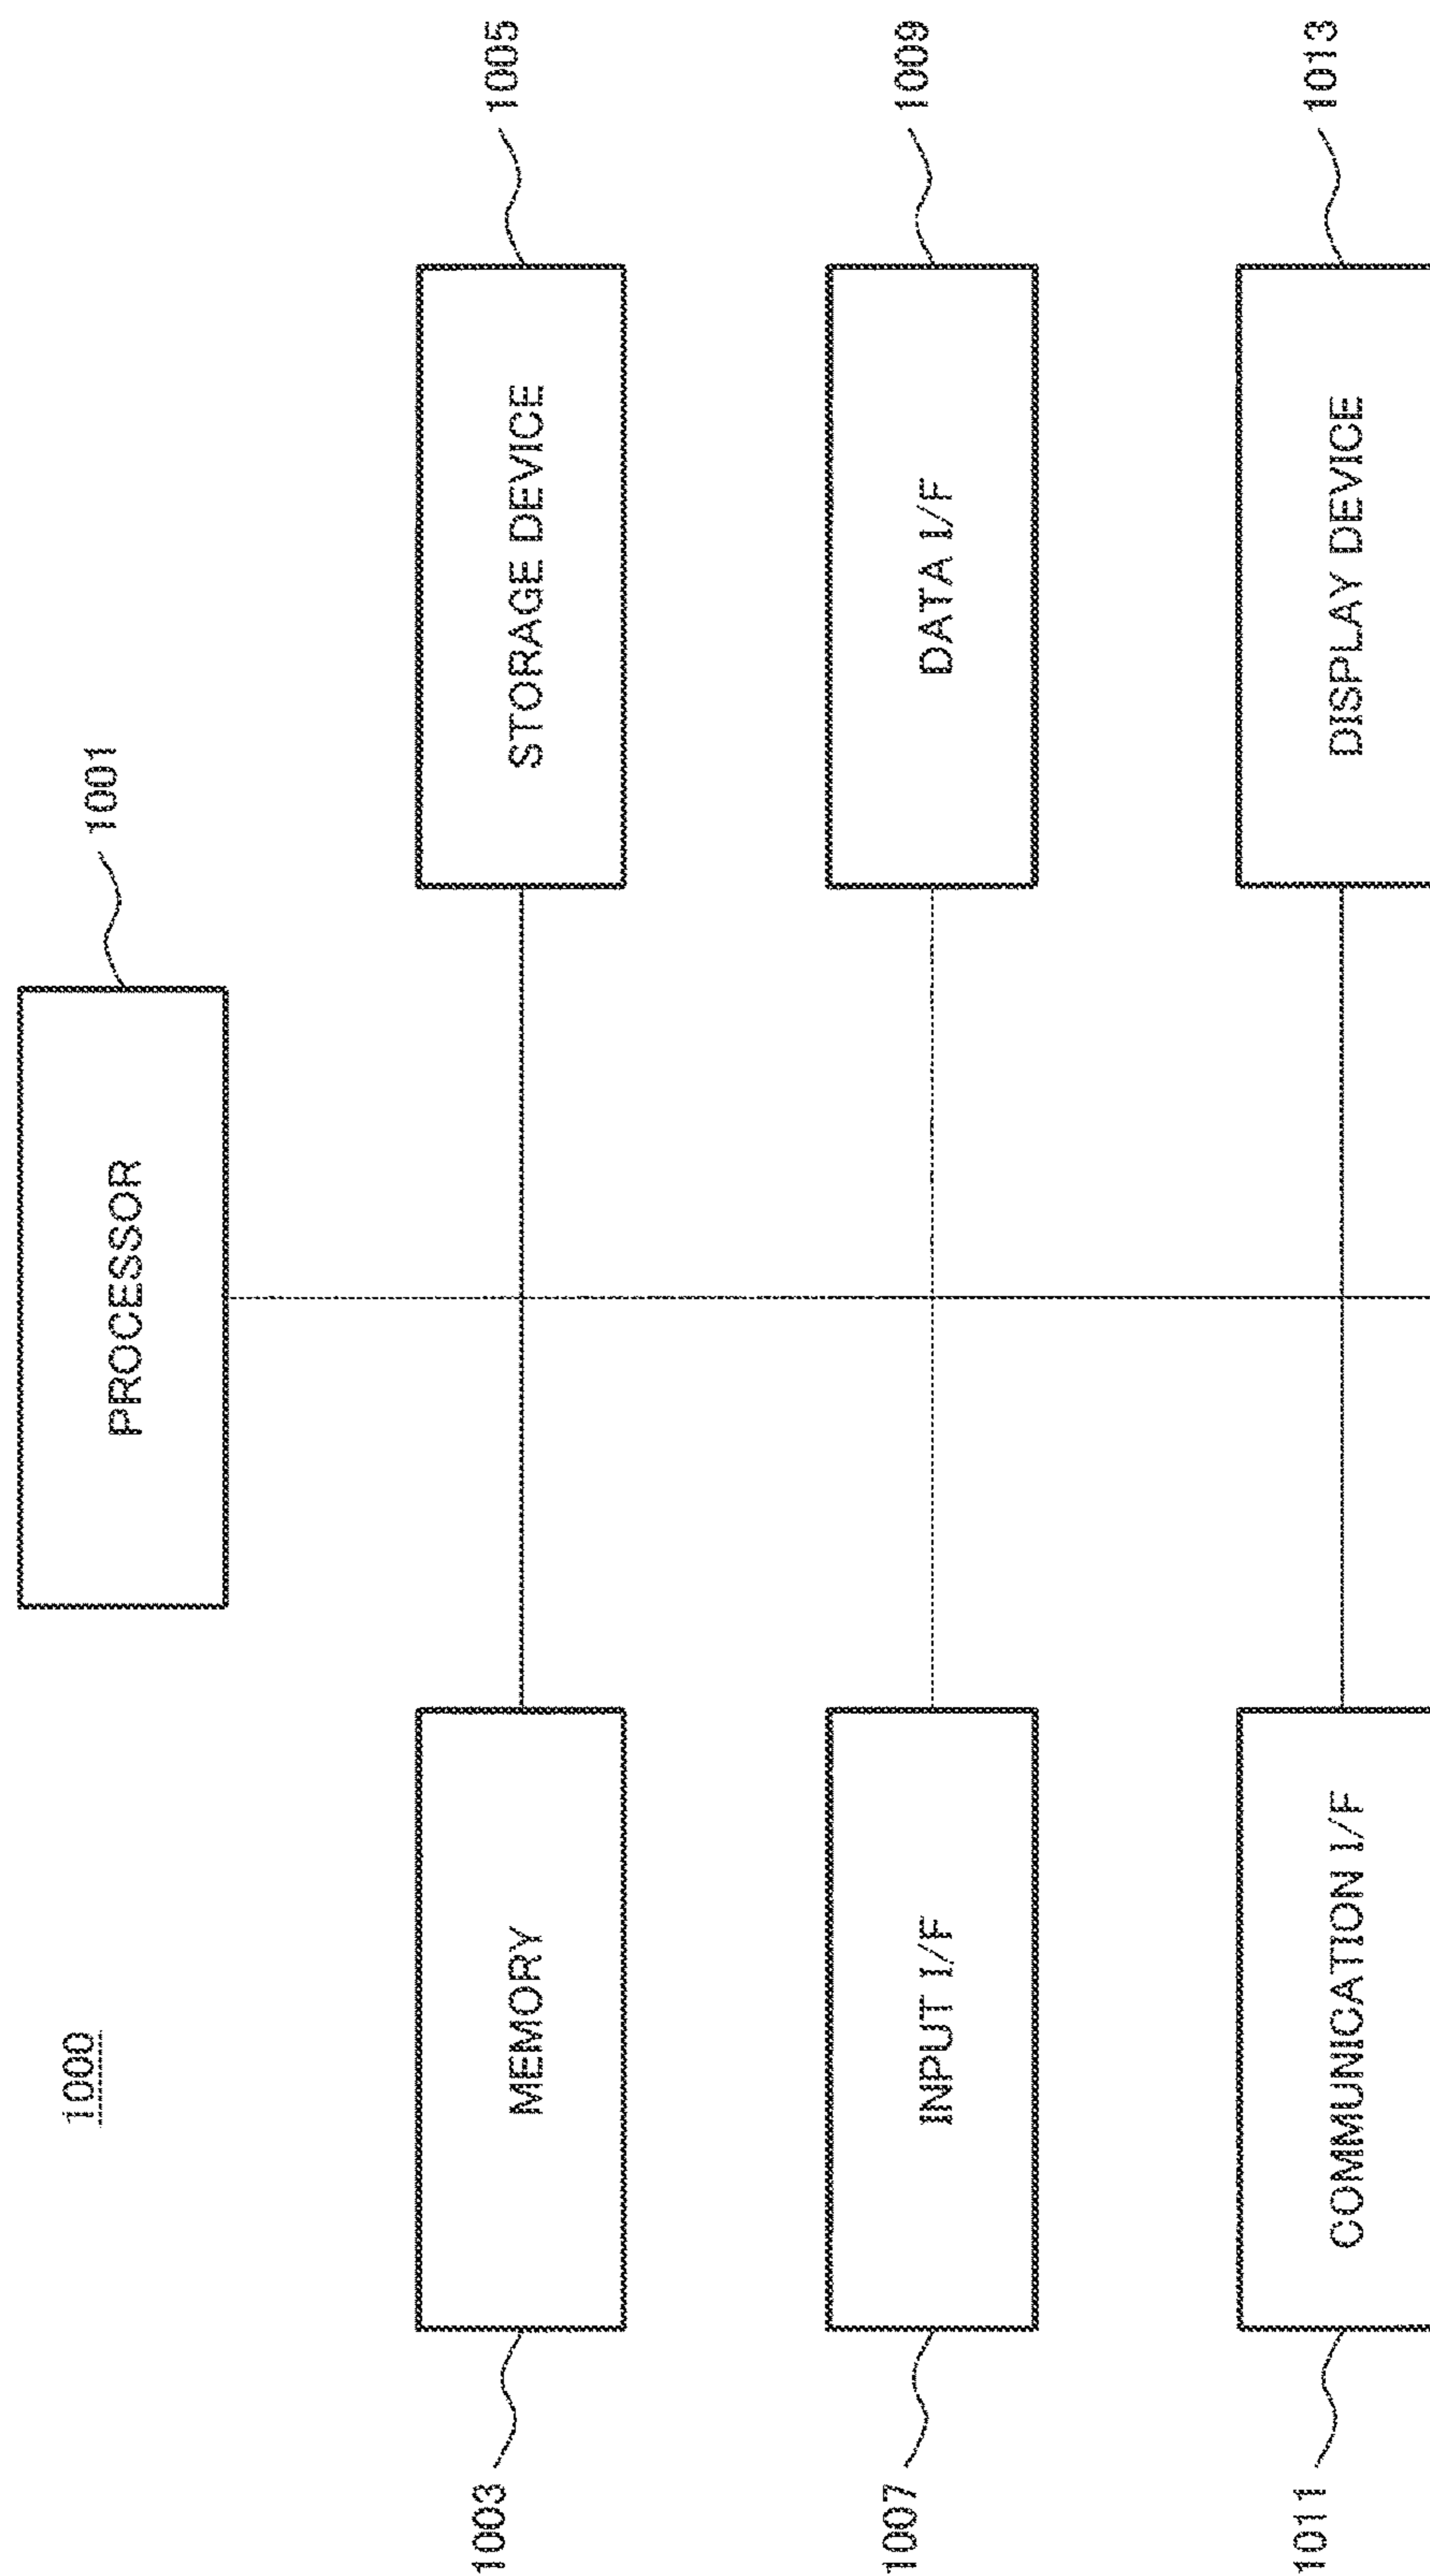 1000
PROCESSOR
1001
MEMORY
1003
STORAGE DEVICE
1005
INPUT I/F
1007
DATA I/F
1009
COMMUNICATION I/F
1011
DISPLAY DEVICE
1013